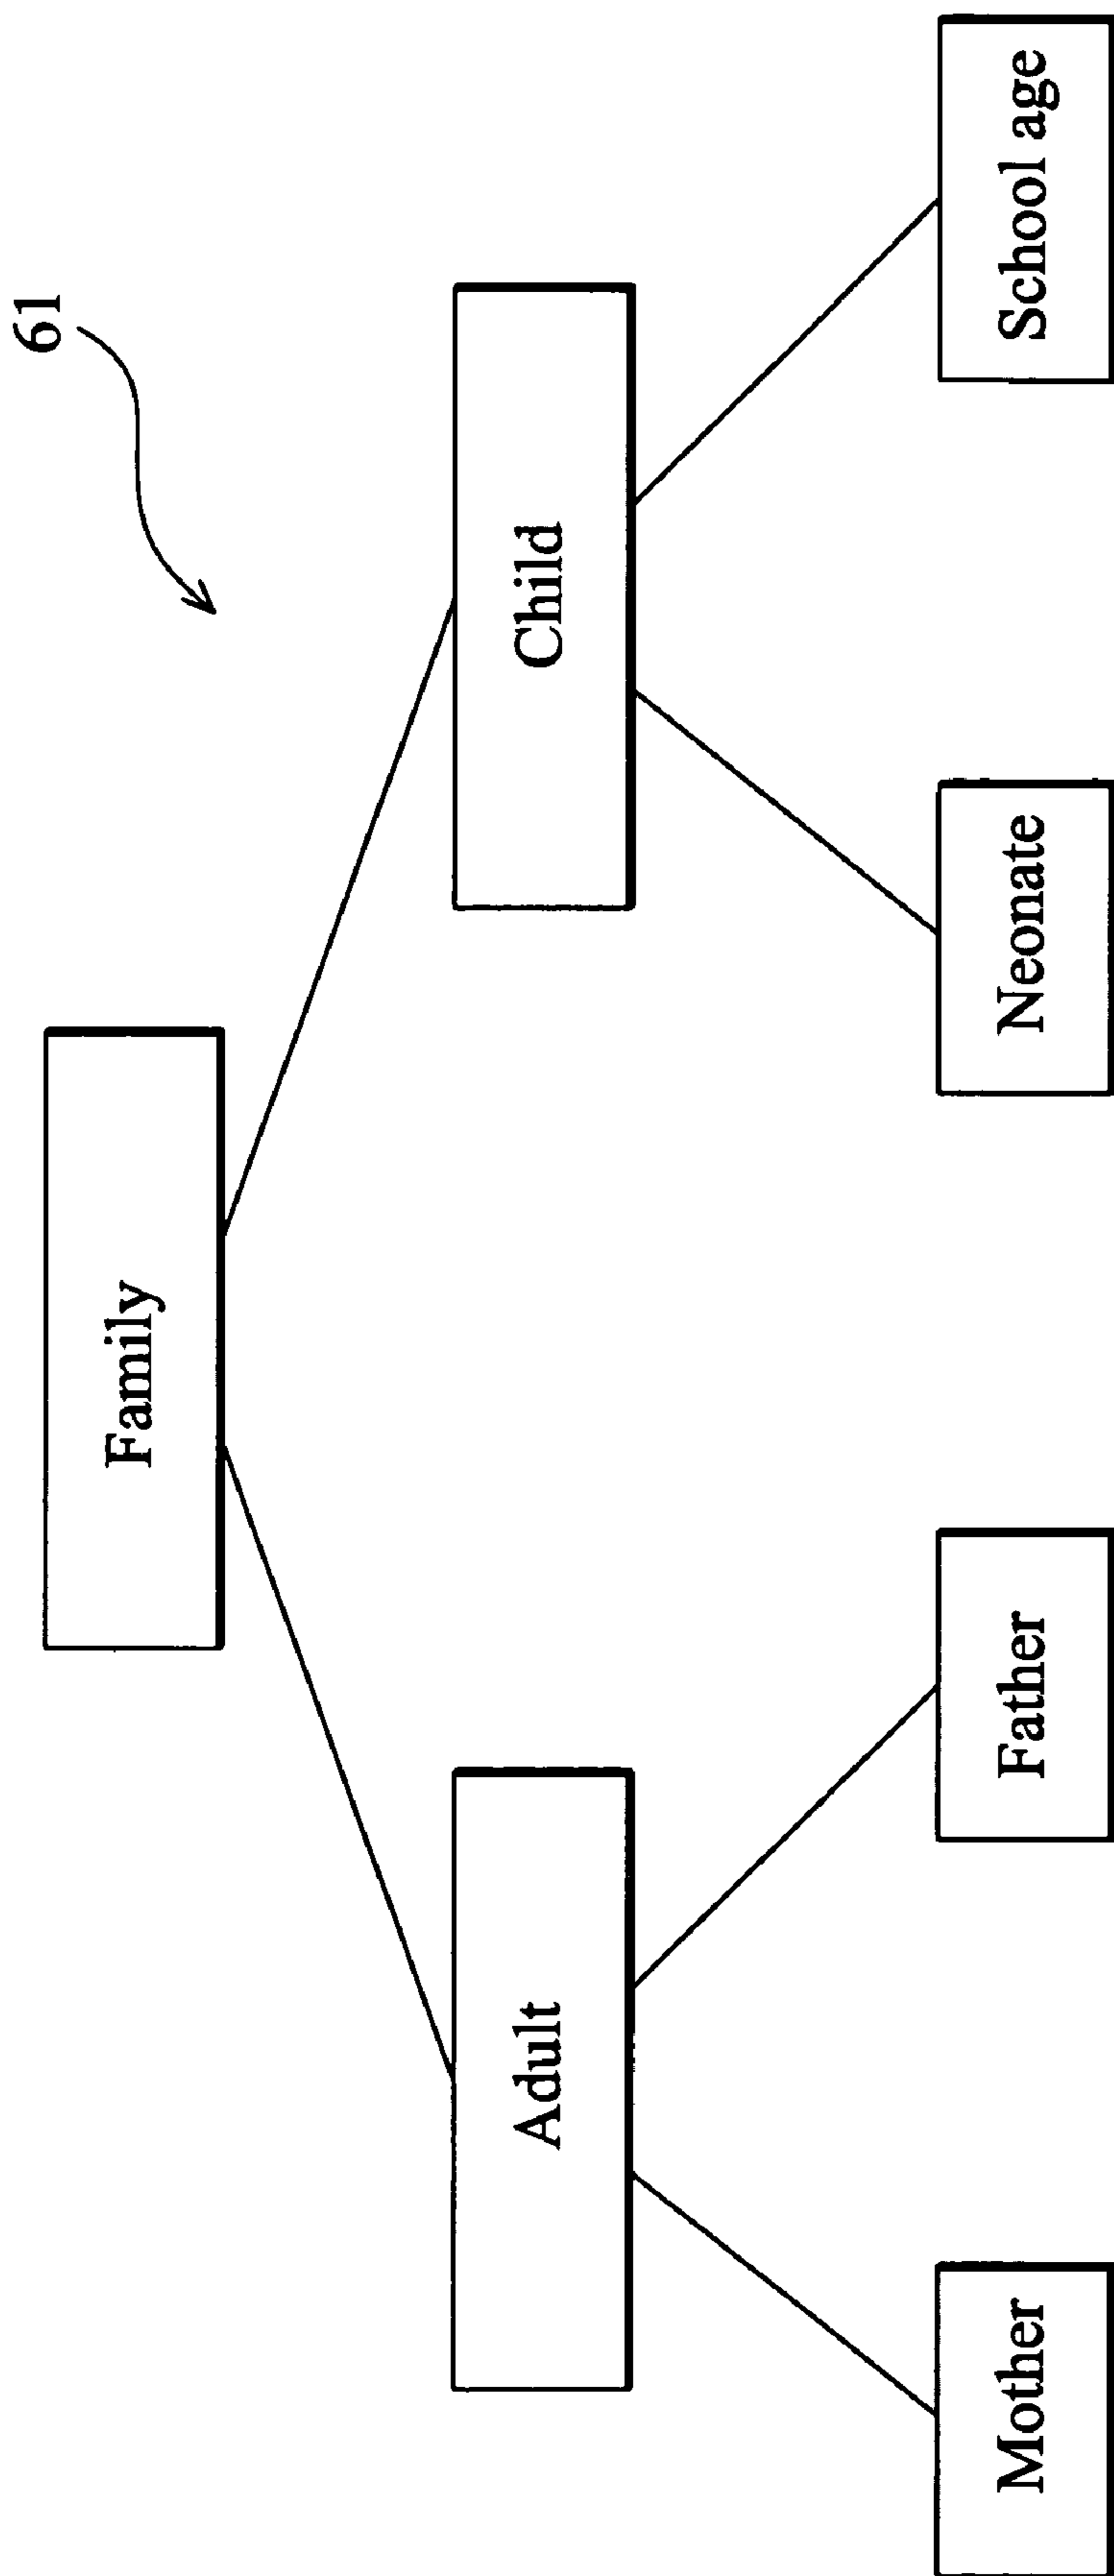 61
Family
Adult
Child
Mother
Father
Neonate
School age